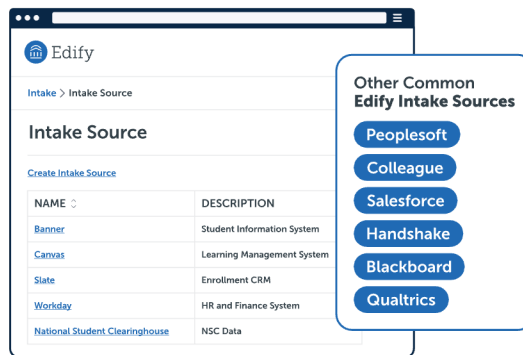 Edify
Intake > Intake Source
Intake Source
Create Intake Source
NAME DESCRIPTION
Banner Student Information System
Canvas Learning Management System
Slate Enrollment CRM
Workday HR and Finance System
National Student Clearinghouse NSC Data
Other Common
Edify Intake Sources
Peoplesoft
Colleague
Salesforce
Handshake
Blackboard
Qualtrics